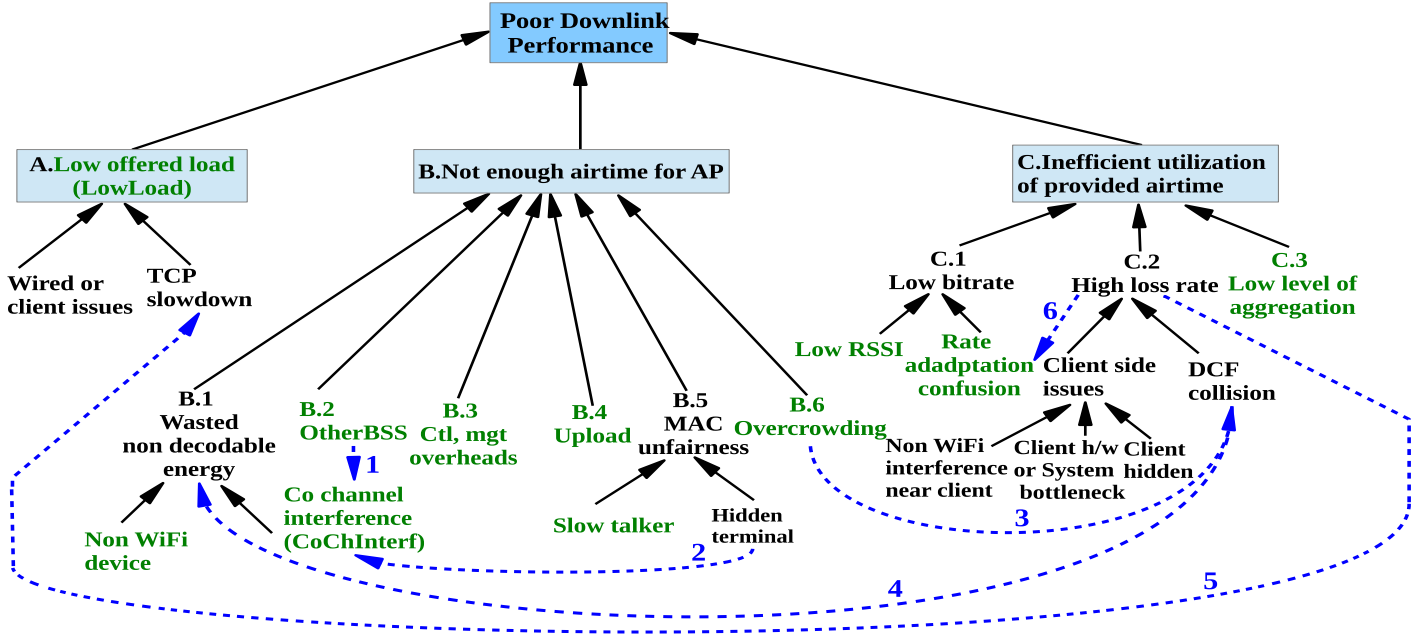 Poor Downlink
Performance
A.Low offered load
(LowLoad)
B.Not enough airtime for AP
C.Inefficient utilization
of provided airtime
Wired or
client issues
TCP
slowdown
C.1
Low bitrate
C.2
High loss rate
C.3
Low level of
aggregation
6
Low RSSI
Rate
adadptation
confusion
Client side
issues
DCF
collision
B.1
Wasted
non decodable
energy
B.2
OtherBSS
B.3
Ctl, mgt
overheads
B.4
Upload
B.5
MAC
unfairness
B.6
Overcrowding
Non WiFi
interference
near client
Client h/w
or System
bottleneck
Client
hidden
1
Co channel
interference
(CoChInterf)
Non WiFi
device
Slow talker
Hidden
terminal
2
3
4
5